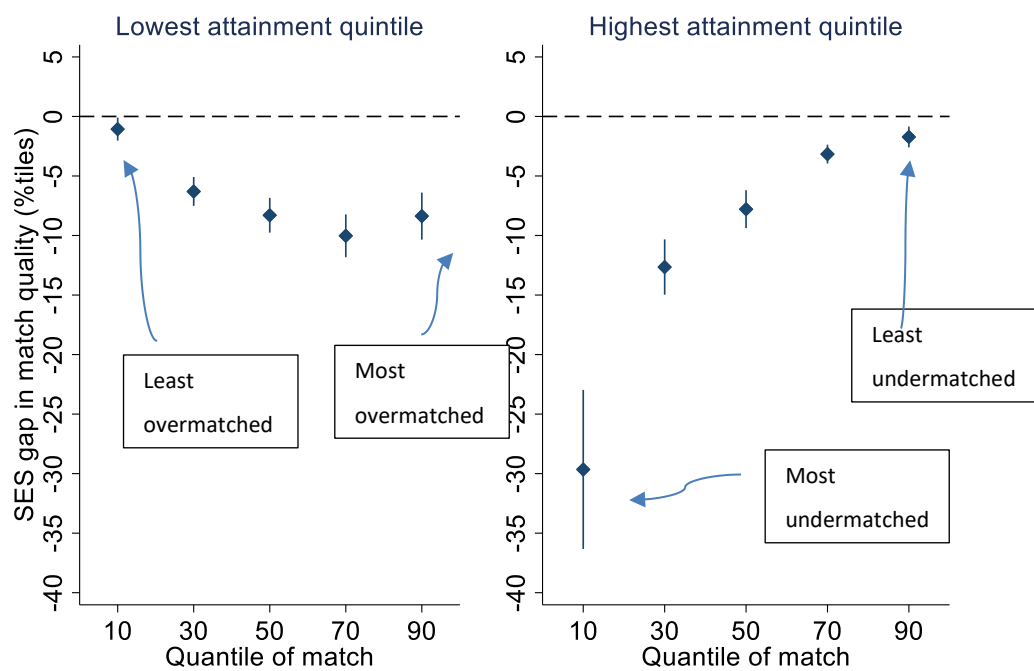 Lowest attainment quintile
Highest attainment quintile
SES gap in match quality (%tiles)
5
0
-5
-10
-15
-20
-25
-30
-35
-40
Least
overmatched
Most
overmatched
10 30 50 70 90
Quantile of match
5
0
-5
-10
-15
-20
-25
-30
-35
-40
Least
undermatched
Most
undermatched
10 30 50 70 90
Quantile of match